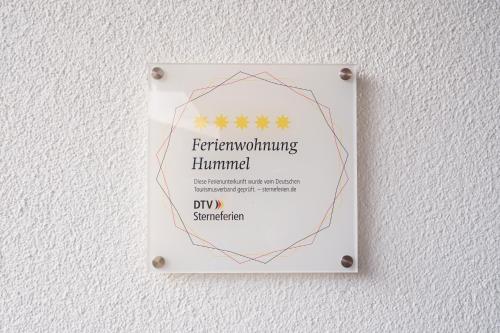 Ferienwohnung
Hummel
Diese Ferienunterkunft wurde vom Deutschen
Tourismusverband geprüft. – sterneferien.de
DTV
Sterneferien